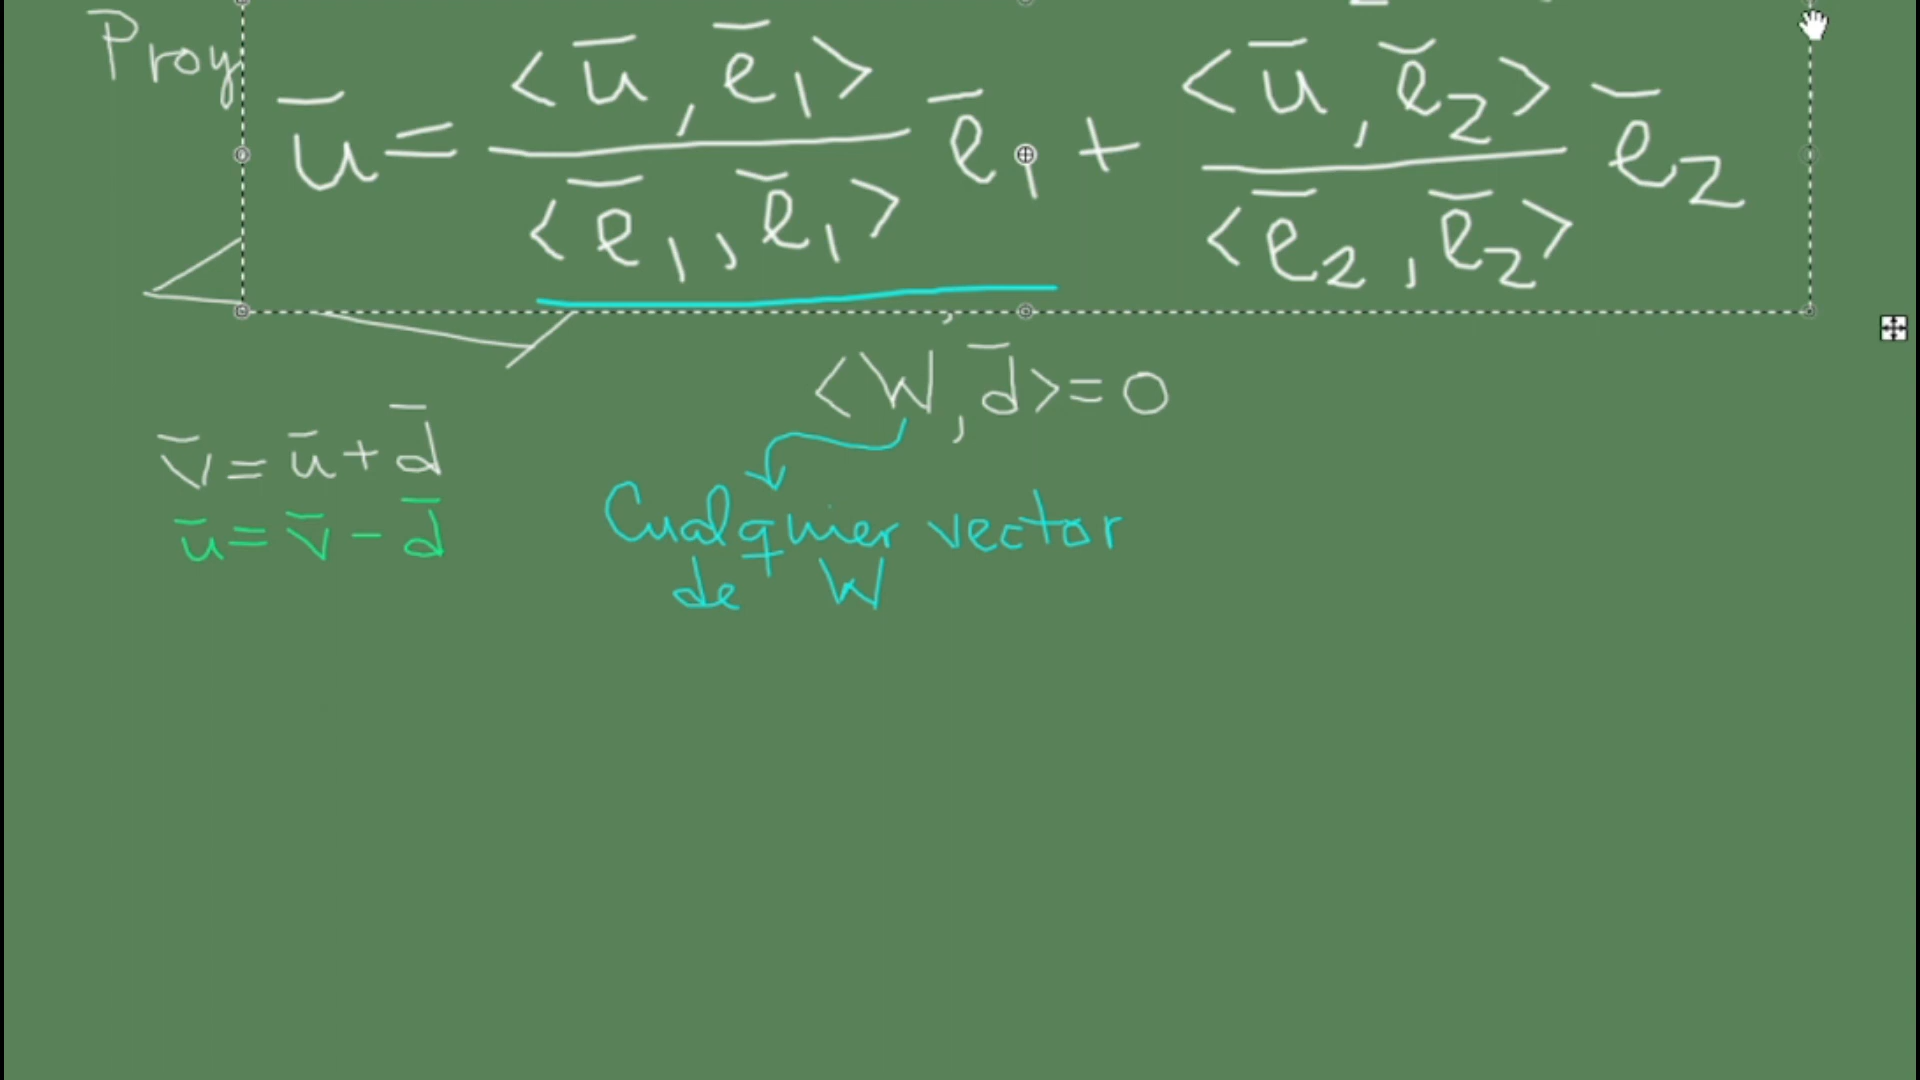 Proy
ū = <ū, ē₁> / <ē₁, ē₁> ē₁ + <ū, ē₂> / <ē₂, ē₂> ē₂
<W, d̄> = 0
v̄ = ū + d̄
ū = v̄ - d̄
Cualquier vector
de W